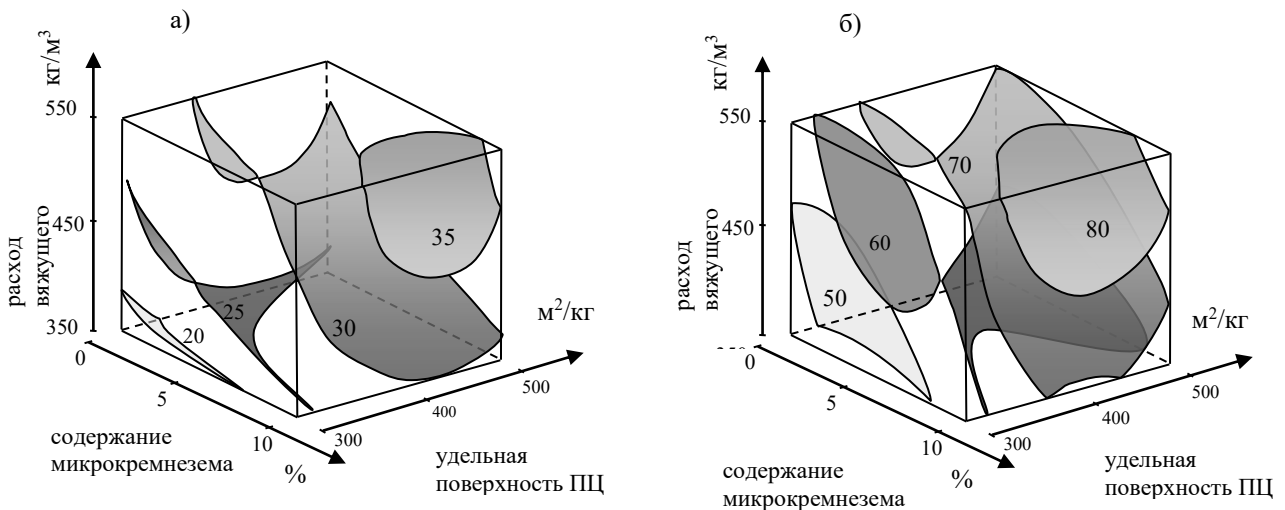 а)
кг/м³
550
450
350
расход
вяжущего
20
25
30
35
0
5
10
%
содержание
микрокремнезема
300
400
500
м²/кг
удельная
поверхность ПЦ
б)
кг/м³
550
450
расход
вяжущего
50
60
70
80
0
5
10
%
содержание
микрокремнезема
300
400
500
м²/кг
удельная
поверхность ПЦ